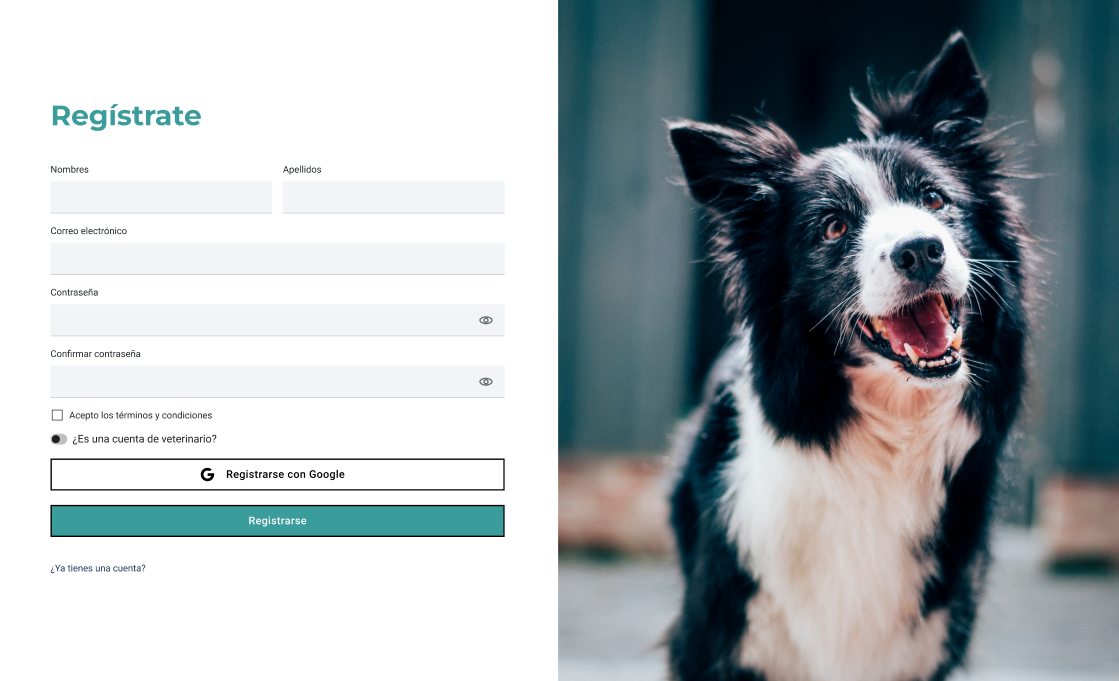 Regístrate
Nombres
Apellidos
Correo electrónico
Contraseña
Confirmar contraseña
Acepto los términos y condiciones
¿Es una cuenta de veterinario?
Registrarse con Google
Registrarse
¿Ya tienes una cuenta?